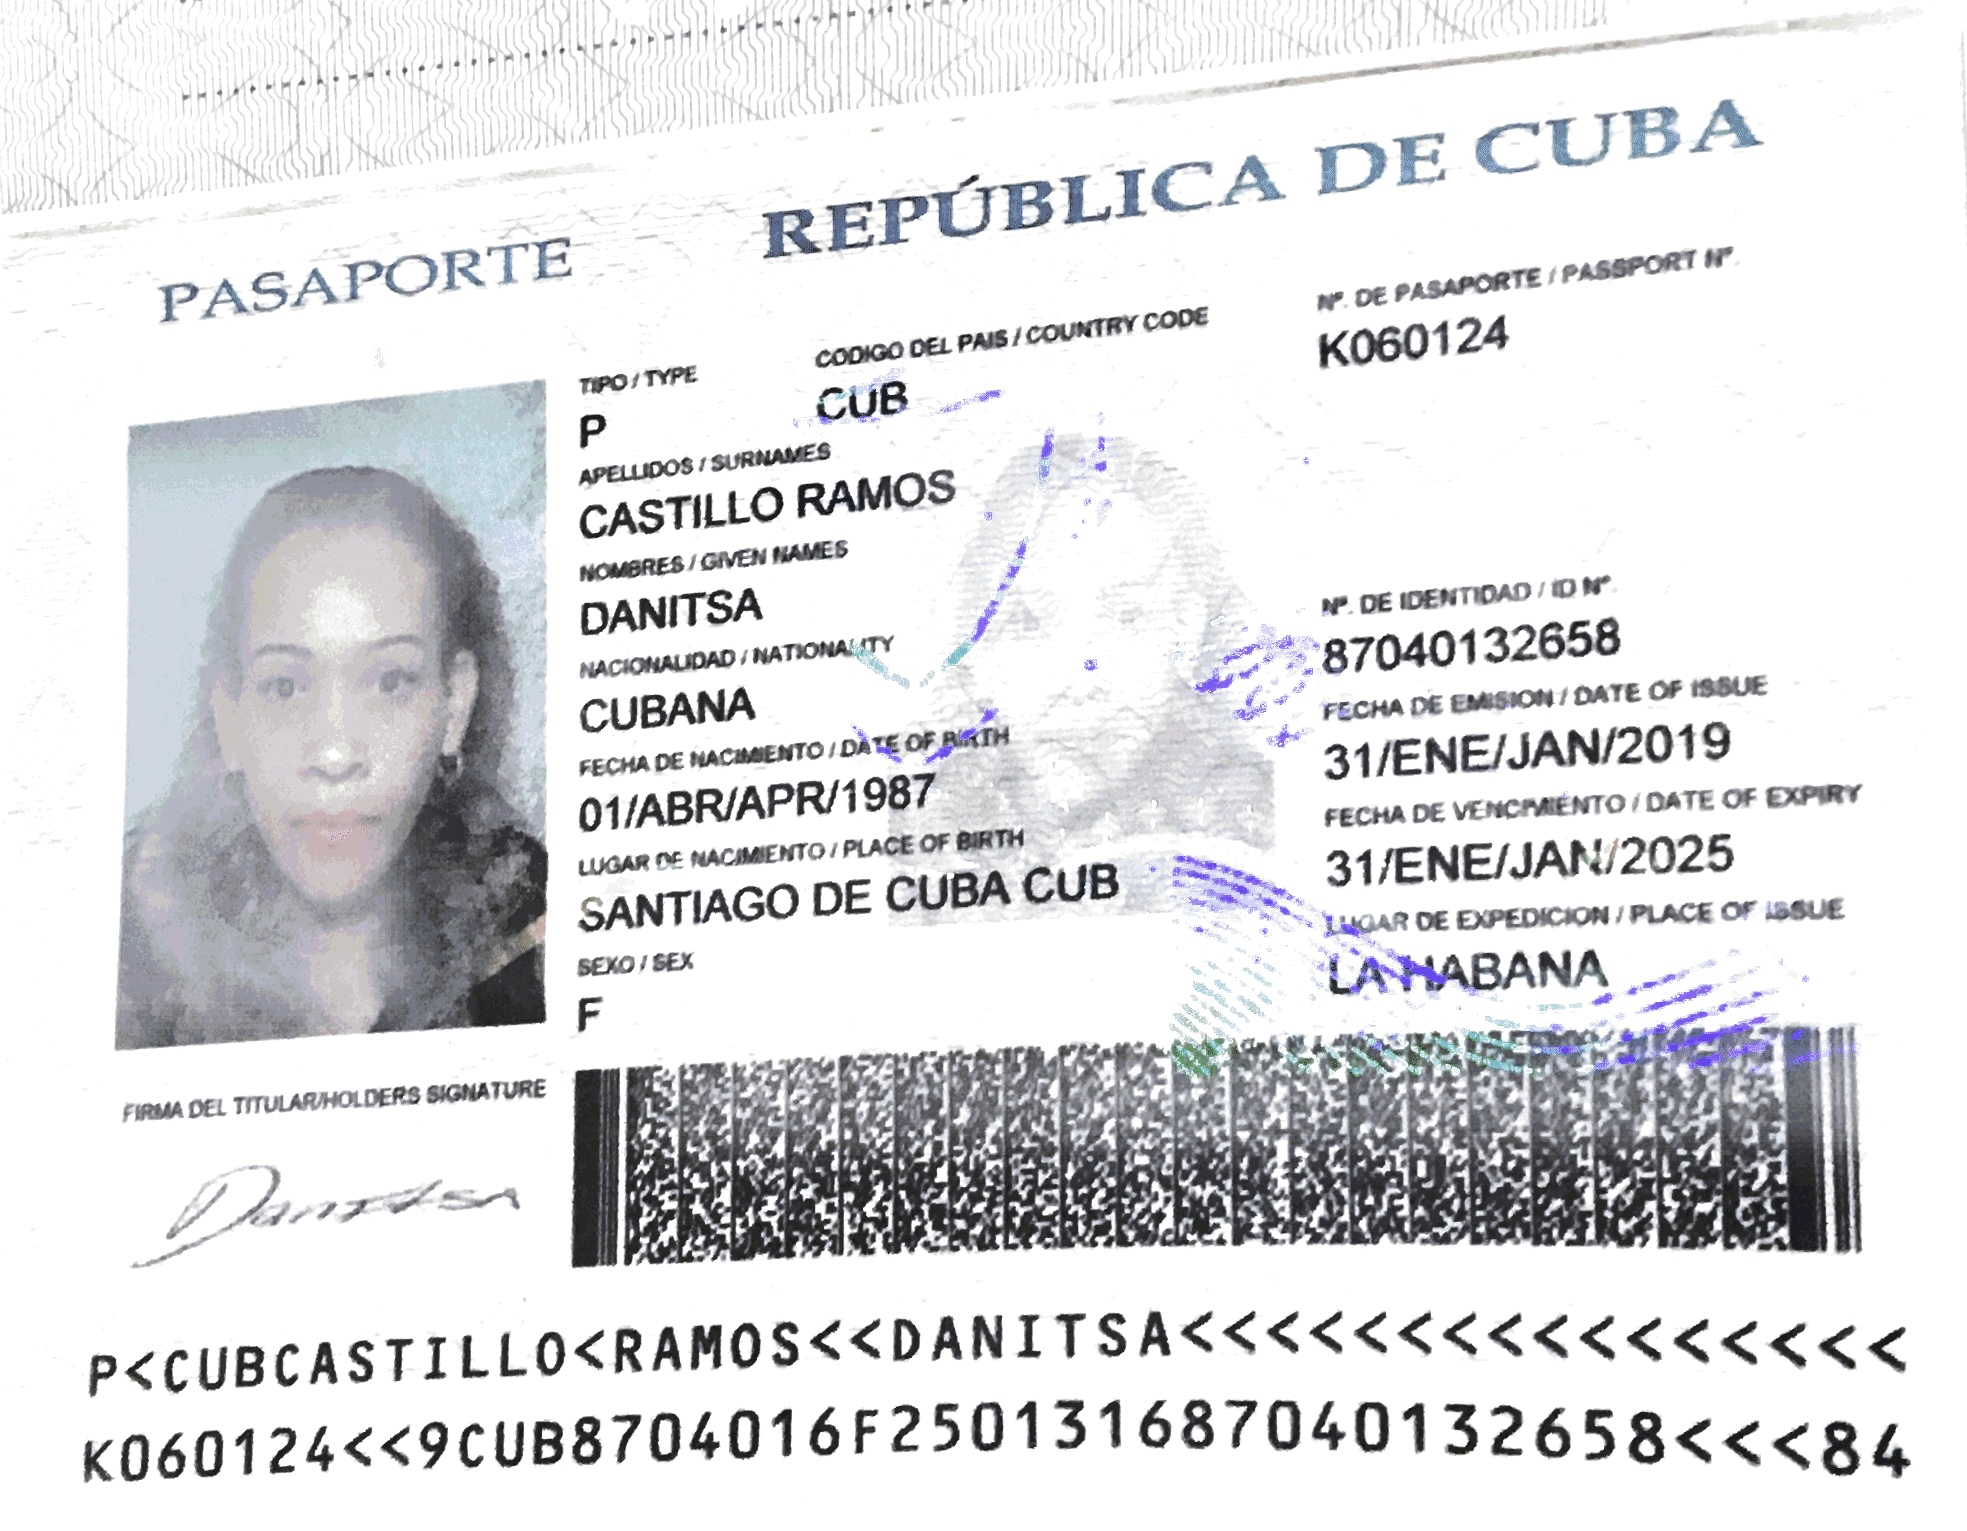 PASAPORTE
REPÚBLICA DE CUBA
TIPO / TYPE
P
CODIGO DEL PAIS / COUNTRY CODE
CUB
Nº. DE PASAPORTE / PASSPORT Nº.
K060124
APELLIDOS / SURNAMES
CASTILLO RAMOS
NOMBRES / GIVEN NAMES
DANITSA
NACIONALIDAD / NATIONALITY
CUBANA
FECHA DE NACIMIENTO / DATE OF BIRTH
01/ABR/APR/1987
LUGAR DE NACIMIENTO / PLACE OF BIRTH
SANTIAGO DE CUBA CUB
SEXO / SEX
F
Nº. DE IDENTIDAD / ID Nº.
87040132658
FECHA DE EMISION / DATE OF ISSUE
31/ENE/JAN/2019
FECHA DE VENCIMIENTO / DATE OF EXPIRY
31/ENE/JAN/2025
LUGAR DE EXPEDICION / PLACE OF ISSUE
LA HABANA
FIRMA DEL TITULAR/HOLDERS SIGNATURE
Danitsa
P<CUBCASTILLO<RAMOS<<DANITSA<<<<<<<<<<<<<<<<<<<<
K060124<<9CUB8704016F25013168704013265​8<<<84